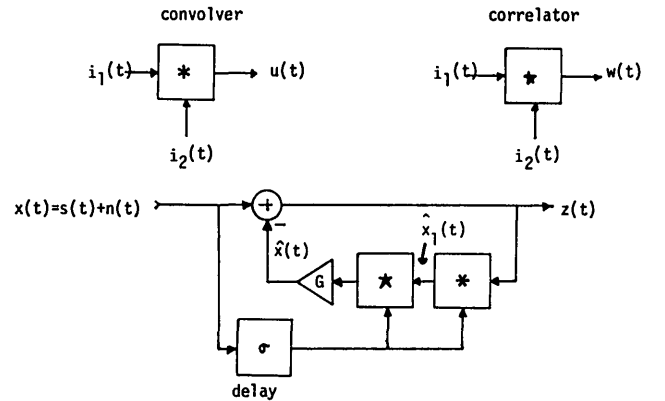 convolver
correlator
i₁(t)
*
u(t)
i₂(t)
i₁(t)
★
w(t)
i₂(t)
x(t)=s(t)+n(t)
+
−
z(t)
x̂(t)
x̂₁(t)
G
★
*
σ
delay